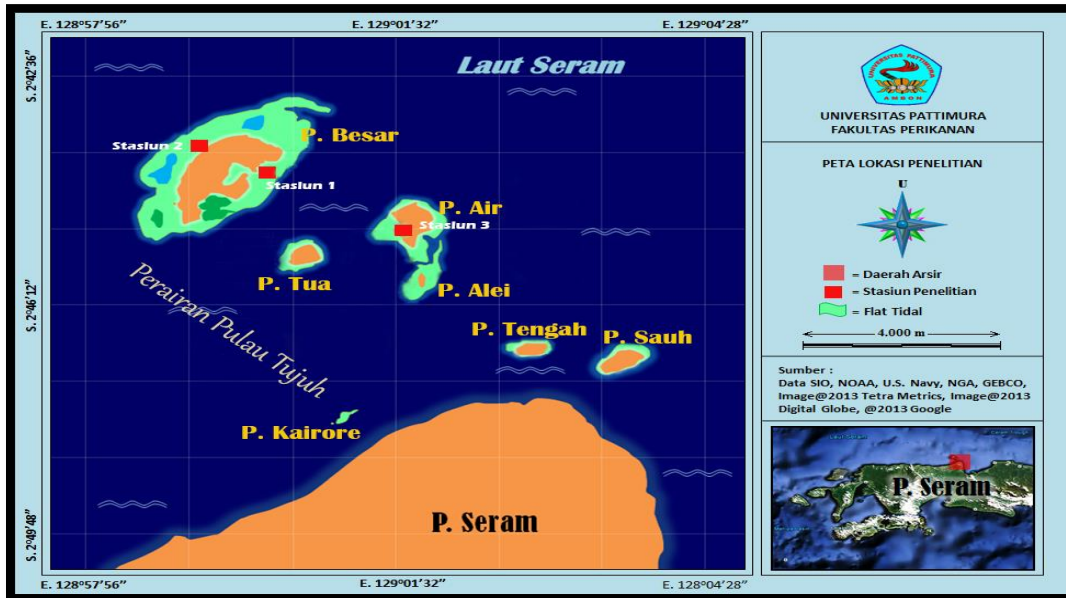 E. 128°57'56" E. 129°01'32" E. 129°04'28"
S. 2°42'36"
S. 2°46'12"
S. 2°49'48"
Laut Seram
P. Besar
Stasiun 2
Stasiun 1
P. Air
Stasiun 3
P. Tua
P. Alei
Perairan Pulau Tujuh
P. Tengah
P. Sauh
P. Kairore
P. Seram
E. 128°57'56" E. 129°01'32" E. 128°04'28"
UNIVERSITAS PATTIMURA
AMBON
UNIVERSITAS PATTIMURA
FAKULTAS PERIKANAN
PETA LOKASI PENELITIAN
U
= Daerah Arsir
= Stasiun Penelitian
= Flat Tidal
4.000 m
Sumber :
Data SIO, NOAA, U.S. Navy, NGA, GEBCO,
Image@2013 Tetra Metrics, Image@2013
Digital Globe, @2013 Google
Laut Seram
P. Seram